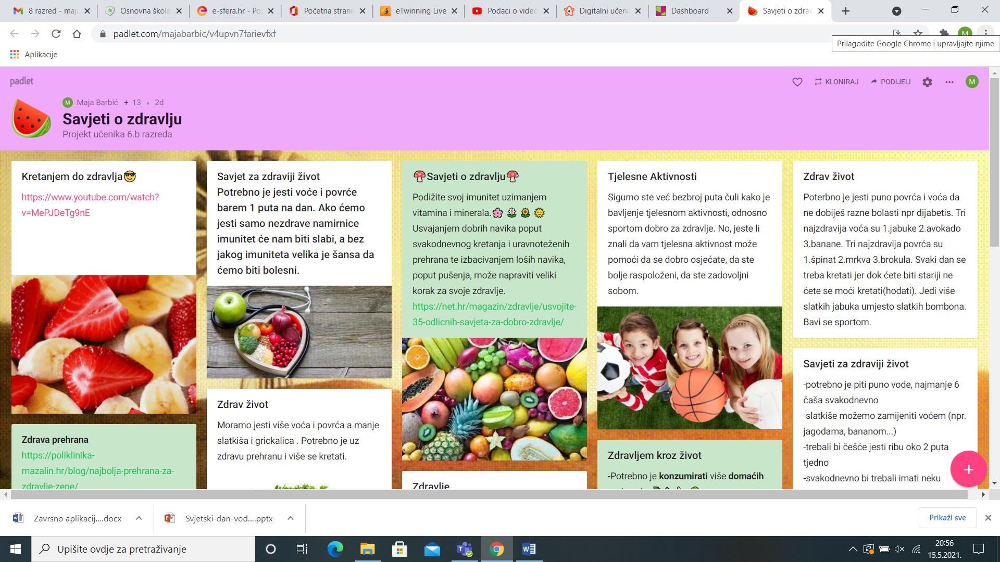 8 razred - maj
Osnovna škola
e-sfera.hr - Po
Početna strani
eTwinning Live
Podaci o video
Digitalni učeni
Dashboard
Savjeti o zdrav
padlet.com/majabarbic/v4upvn7farievfxf
M
Prilagodite Google Chrome i upravljajte njime
Aplikacije
padlet
KLONIRAJ
PODIJELI
M
M Maja Barbić + 13 • 2d
Savjeti o zdravlju
Projekt učenika 6.b razreda
Kretanjem do zdravlja😎
https://www.youtube.com/watch?
v=MePJDeTg9nE
Zdrava prehrana
https://poliklinika-
mazalin.hr/blog/najbolja-prehrana-za-
zdravlje-zene/
Savjet za zdraviji život
Potrebno je jesti voće i povrće
barem 1 puta na dan. Ako ćemo
jesti samo nezdrave namirnice
imunitet će nam biti slabi, a bez
jakog imuniteta velika je šansa da
ćemo biti bolesni.
Zdrav život
Moramo jesti više voća i povrća a manje
slatkiša i grickalica . Potrebno je uz
zdravu prehranu i više se kretati.
🍄Savjeti o zdravlju🍄
Podižite svoj imunitet uzimanjem
vitamina i minerala.🌸 🌼 🌻 🌞
Usvajanjem dobrih navika poput
svakodnevnog kretanja i uravnoteženih
prehrana te izbacivanjem loših navika,
poput pušenja, može napraviti veliki
korak za svoje zdravlje.
https://net.hr/magazin/zdravlje/usvojite-
35-odlicnih-savjeta-za-dobro-zdravlje/
Zdravlje
Tjelesne Aktivnosti
Sigurno ste već bezbroj puta čuli kako je
bavljenje tjelesnom aktivnosti, odnosno
sportom dobro za zdravlje. No, jeste li
znali da vam tjelesna aktivnost može
pomoći da se dobro osjećate, da ste
bolje raspoloženi, da ste zadovoljni
sobom.
Zdravljem kroz život
-Potrebno je konzumirati više domaćih
Zdrav život
Poterbno je jesti puno povrća i voća da
ne dobiješ razne bolasti npr dijabetis. Tri
najzdravija voća su 1.jabuke 2.avokado
3.banane. Tri najzdravija povrća su
1.špinat 2.mrkva 3.brokula. Svaki dan se
treba kretati jer dok ćete biti stariji ne
ćete se moći kretati(hodati). Jedi više
slatkih jabuka umjesto slatkih bombona.
Bavi se sportom.
Savjeti za zdraviji život
-potrebno je piti puno vode, najmanje 6
čaša svakodnevno
-slatkiše možemo zamijeniti voćem (npr.
jagodama, bananom...)
-trebali bi češće jesti ribu oko 2 puta
tjedno
-svakodnevno bi trebali imati neku
Zavrsno aplikacij....docx
Svjetski-dan-vod....pptx
Prikaži sve
Upišite ovdje za pretraživanje
20:56
15.5.2021.